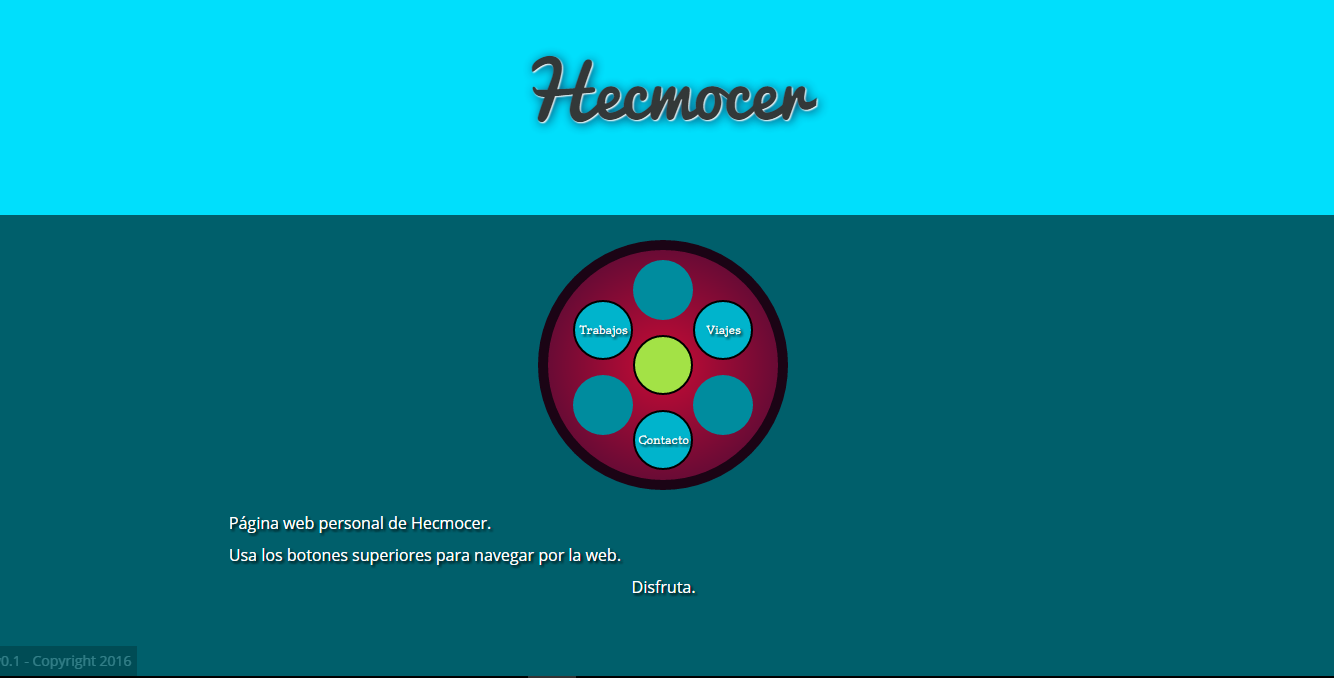 Hecmocer
Trabajos
Viajes
Contacto
Página web personal de Hecmocer.
Usa los botones superiores para navegar por la web.
Disfruta.
0.1 - Copyright 2016